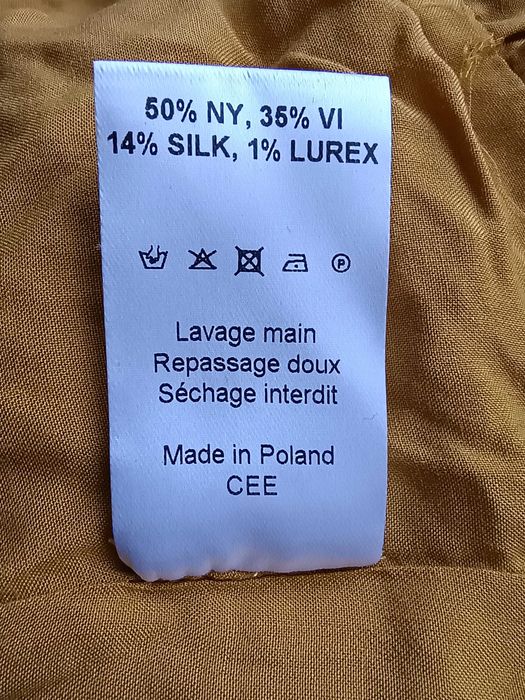 50% NY, 35% VI
14% SILK, 1% LUREX
P
Lavage main
Repassage doux
Séchage interdit
Made in Poland
CEE